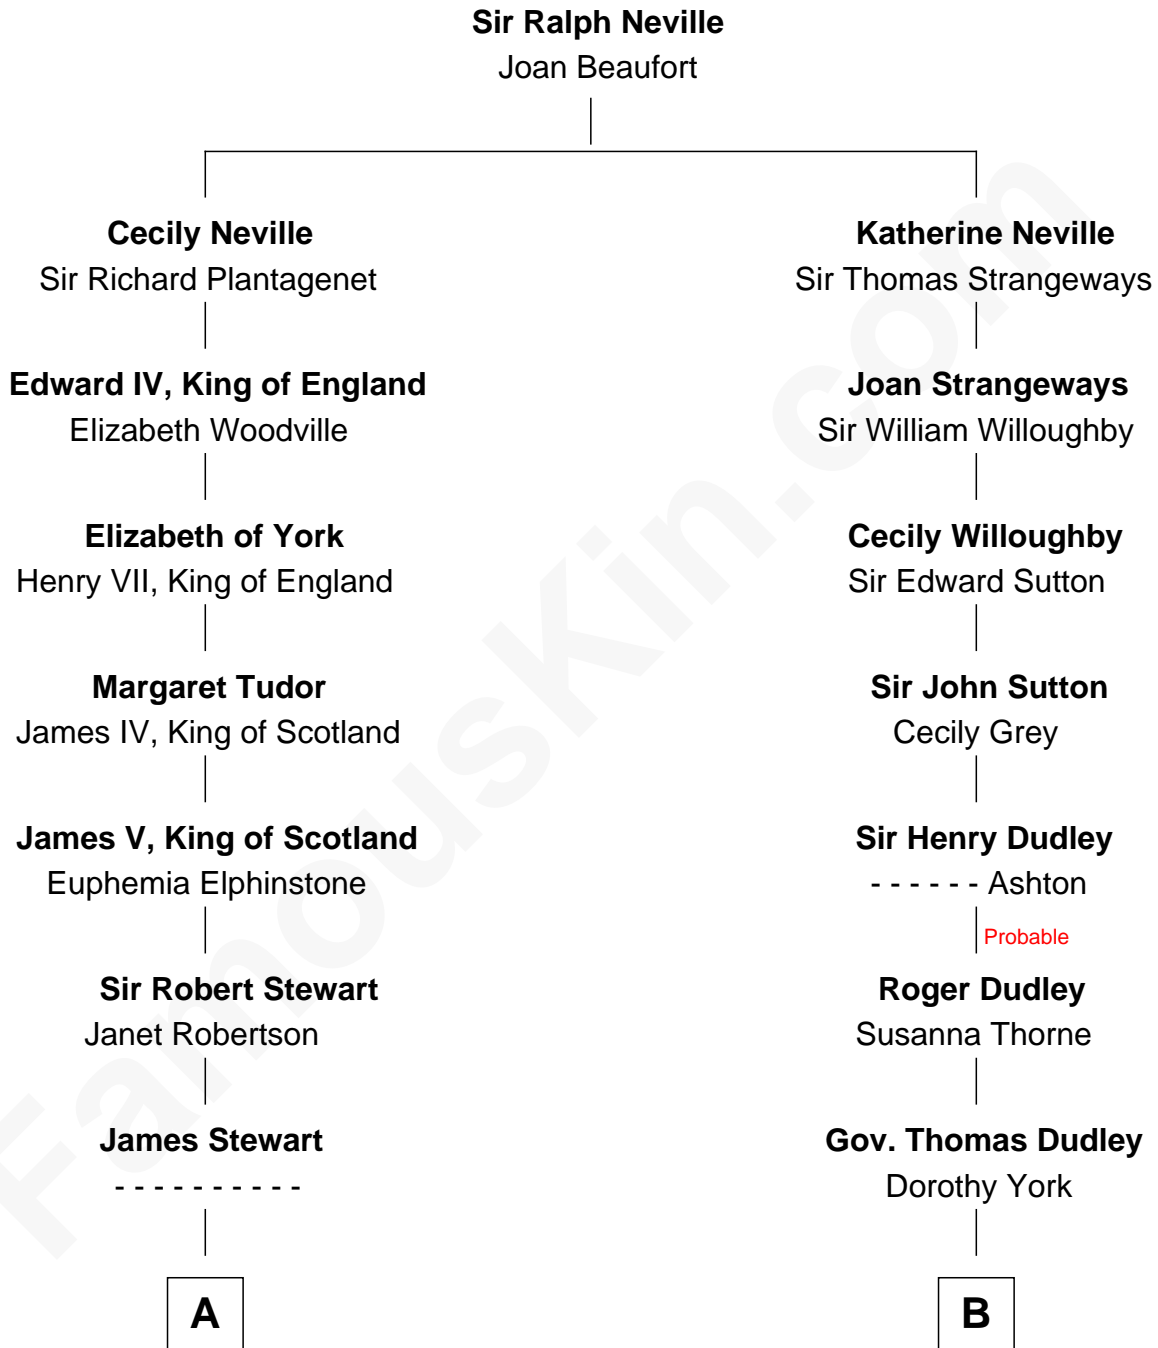 Sir Ralph Neville
Joan Beaufort
Cecily Neville
Sir Richard Plantagenet
Katherine Neville
Sir Thomas Strangeways
Edward IV, King of England
Elizabeth Woodville
Joan Strangeways
Sir William Willoughby
Elizabeth of York
Henry VII, King of England
Cecily Willoughby
Sir Edward Sutton
Margaret Tudor
James IV, King of Scotland
Sir John Sutton
Cecily Grey
James V, King of Scotland
Euphemia Elphinstone
Sir Henry Dudley
- - - - - - Ashton
Probable
Sir Robert Stewart
Janet Robertson
Roger Dudley
Susanna Thorne
James Stewart
- - - - - - - - - -
Gov. Thomas Dudley
Dorothy York
A
B
FamousKin.com